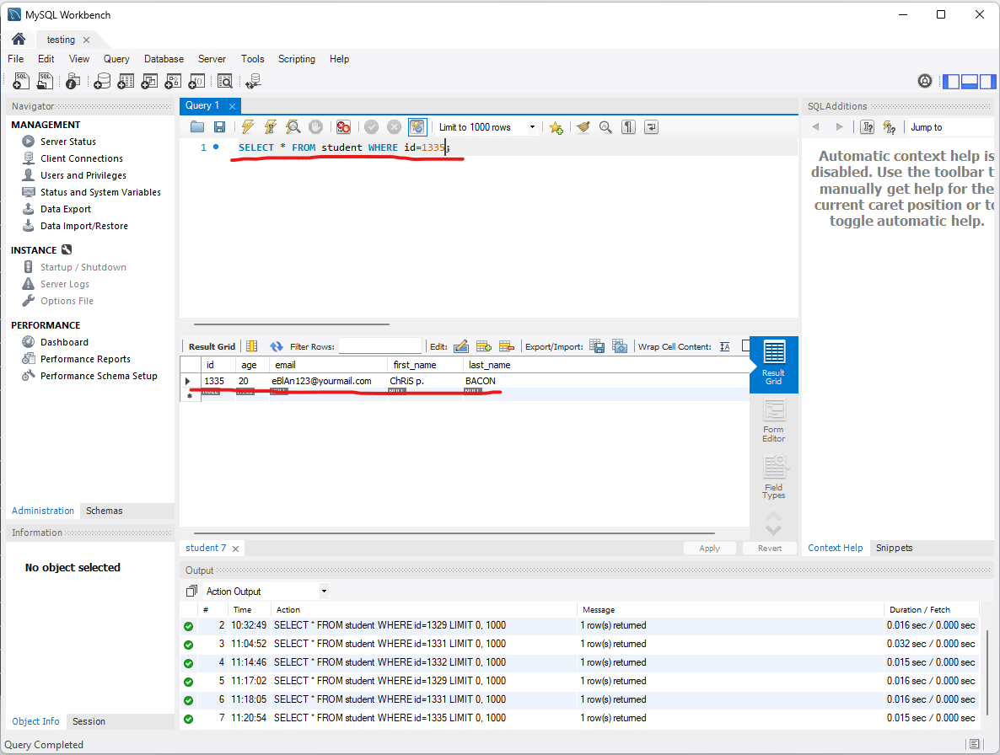 MySQL Workbench
testing
File Edit View Query Database Server Tools Scripting Help
Navigator
MANAGEMENT
Server Status
Client Connections
Users and Privileges
Status and System Variables
Data Export
Data Import/Restore
INSTANCE
Startup / Shutdown
Server Logs
Options File
PERFORMANCE
Dashboard
Performance Reports
Performance Schema Setup
Administration Schemas
Information
No object selected
Object Info Session
Query 1
Limit to 1000 rows
1 SELECT * FROM student WHERE id=1335;
Result Grid Filter Rows: Edit: Export/Import: Wrap Cell Content:
id age email first_name last_name
1335 20 eBlAn123@yourmail.com ChRiS p. BACON
NULL NULL NULL NULL NULL
Result
Grid
Form
Editor
Field
Types
student 7
Apply Revert
SQLAdditions
Jump to
Automatic context help is
disabled. Use the toolbar t
manually get help for the
current caret position or to
toggle automatic help.
Context Help Snippets
Output
Action Output
# Time Action Message Duration / Fetch
2 10:32:49 SELECT * FROM student WHERE id=1329 LIMIT 0, 1000 1 row(s) returned 0.016 sec / 0.000 sec
3 11:04:52 SELECT * FROM student WHERE id=1331 LIMIT 0, 1000 1 row(s) returned 0.032 sec / 0.000 sec
4 11:14:46 SELECT * FROM student WHERE id=1332 LIMIT 0, 1000 1 row(s) returned 0.015 sec / 0.000 sec
5 11:17:02 SELECT * FROM student WHERE id=1329 LIMIT 0, 1000 1 row(s) returned 0.016 sec / 0.000 sec
6 11:18:05 SELECT * FROM student WHERE id=1331 LIMIT 0, 1000 1 row(s) returned 0.016 sec / 0.000 sec
7 11:20:54 SELECT * FROM student WHERE id=1335 LIMIT 0, 1000 1 row(s) returned 0.015 sec / 0.000 sec
Query Completed